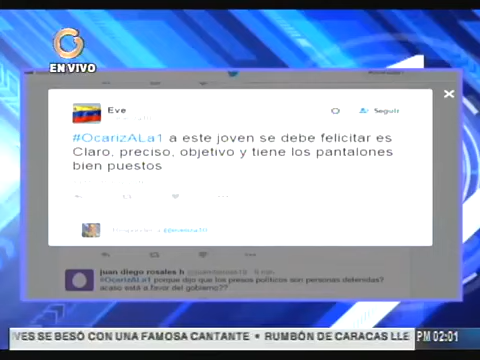 EN VIVO
Eve
Seguir
#OcarizALa1 a este joven se debe felicitar es
Claro, preciso, objetivo y tiene los pantalones
bien puestos
juan diego rosales h
#OcarizALa1 porque dijo que los presos políticos son personas detenidas?
acaso está a favor del gobierno??
VES SE BESÓ CON UNA FAMOSA CANTANTE • RUMBÓN DE CARACAS LLE
PM 02:01